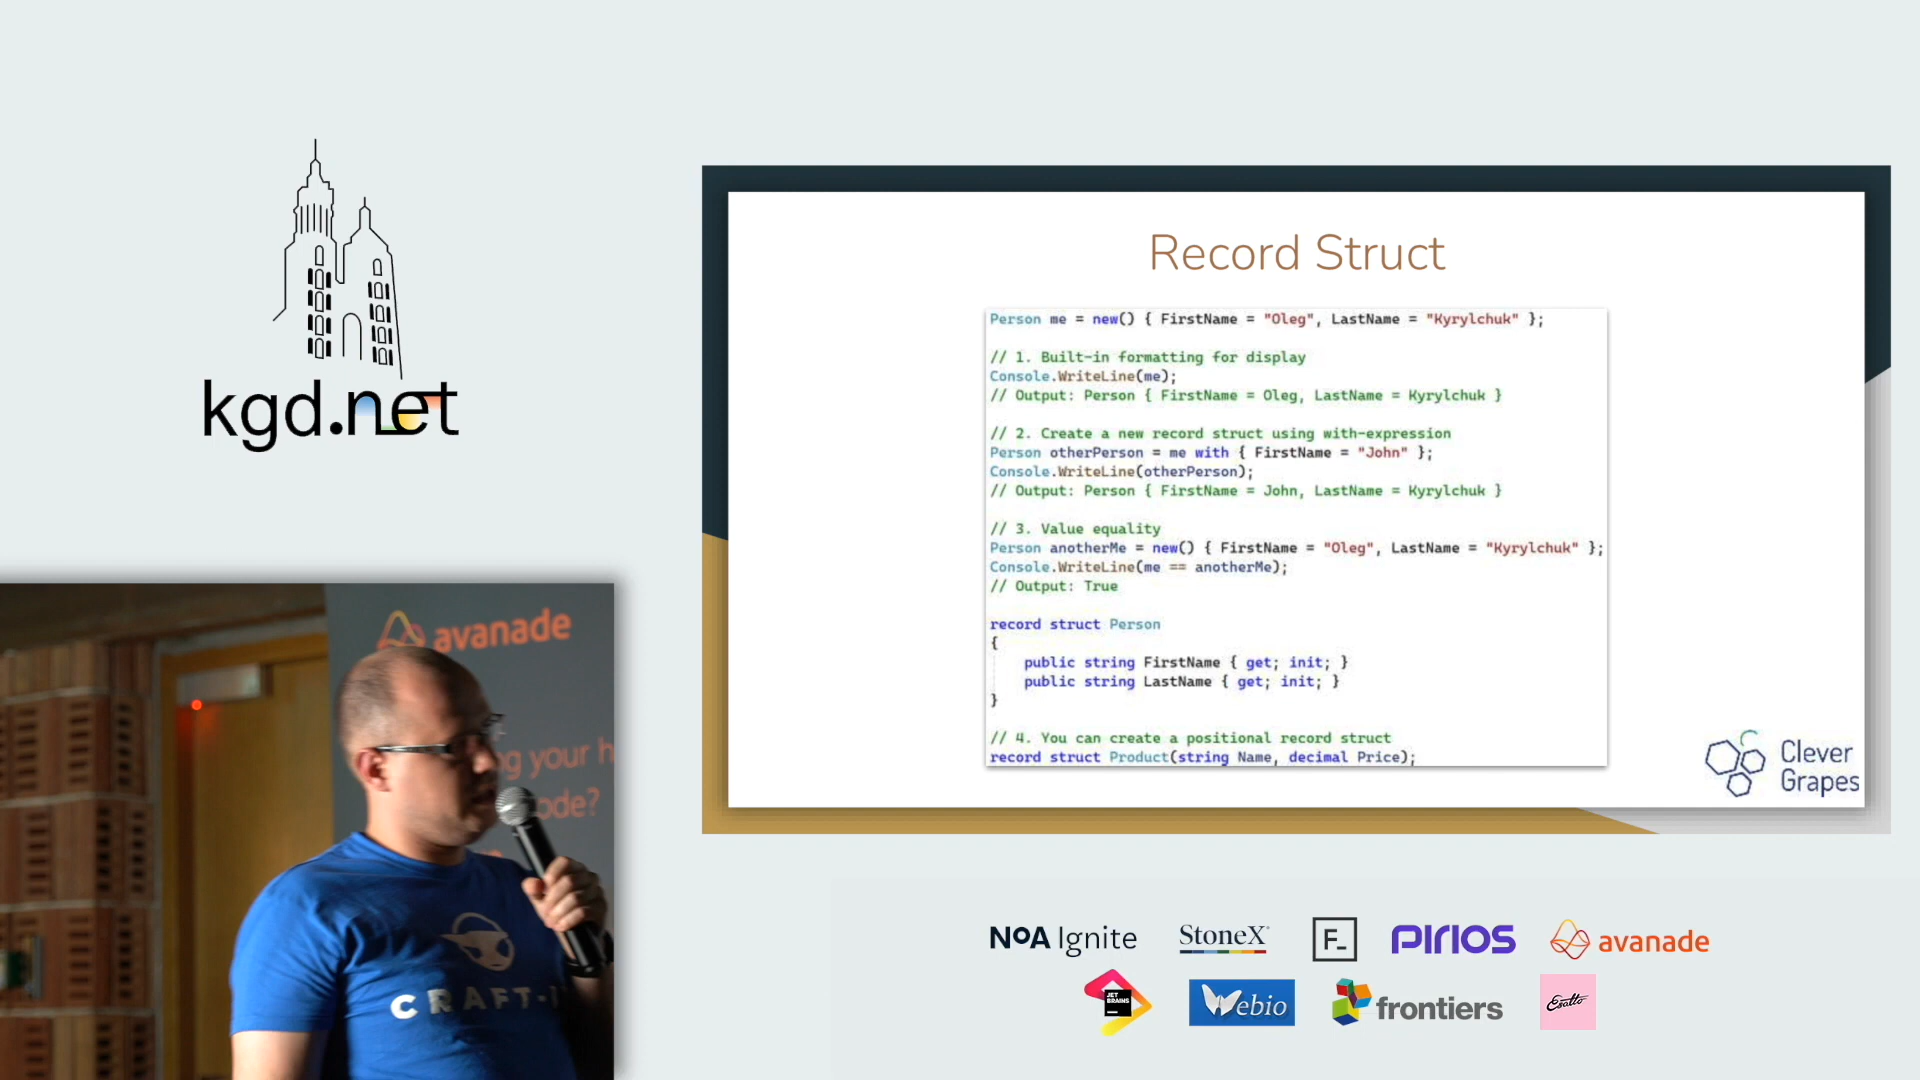 kgd.net
Record Struct
Person me = new() { FirstName = "Oleg", LastName = "Kyrylchuk" };
// 1. Built-in formatting for display
Console.WriteLine(me);
// Output: Person { FirstName = Oleg, LastName = Kyrylchuk }
// 2. Create a new record struct using with-expression
Person otherPerson = me with { FirstName = "John" };
Console.WriteLine(otherPerson);
// Output: Person { FirstName = John, LastName = Kyrylchuk }
// 3. Value equality
Person anotherMe = new() { FirstName = "Oleg", LastName = "Kyrylchuk" };
Console.WriteLine(me == anotherMe);
// Output: True
record struct Person
{
    public string FirstName { get; init; }
    public string LastName { get; init; }
}
// 4. You can create a positional record struct
record struct Product(string Name, decimal Price);
Clever
Grapes
avanade
your
CRAFT-
NoA Ignite
StoneX
F_
PIRIOS
avanade
JET
BRAINS
Webio
frontiers
Esatto